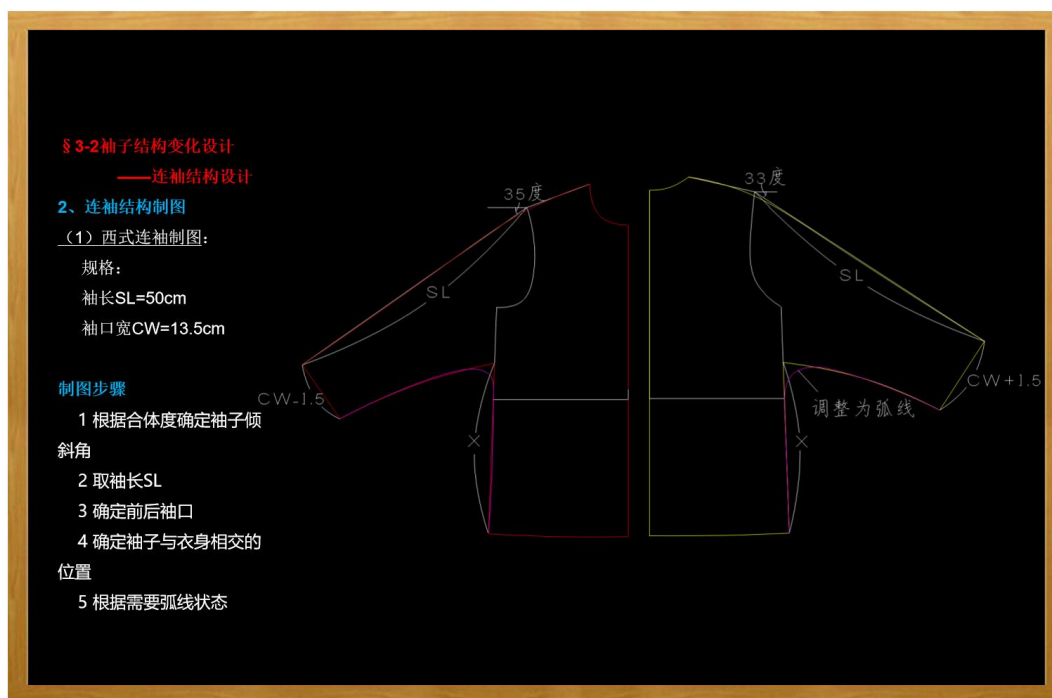 §3-2袖子结构变化设计
——连袖结构设计
2、连袖结构制图
（1）西式连袖制图：
规格：
袖长SL=50cm
袖口宽CW=13.5cm
制图步骤
1 根据合体度确定袖子倾
斜角
2 取袖长SL
3 确定前后袖口
4 确定袖子与衣身相交的
位置
5 根据需要弧线状态
35度
SL
CW-1.5
X
33度
SL
CW+1.5
调整为弧线
X